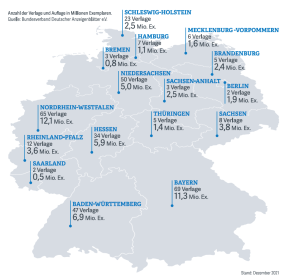 Anzahl der Verlage und Auflage in Millionen Exemplaren.
Quelle: Bundesverband Deutscher Anzeigenblätter e.V.
SCHLESWIG-HOLSTEIN
23 Verlage
2,5 Mio. Ex.
HAMBURG
7 Verlage
1,1 Mio. Ex.
MECKLENBURG-VORPOMMERN
6 Verlage
1,6 Mio. Ex.
BREMEN
3 Verlage
0,8 Mio. Ex.
BRANDENBURG
5 Verlage
2,4 Mio. Ex.
NIEDERSACHSEN
50 Verlage
5,0 Mio. Ex.
SACHSEN-ANHALT
3 Verlage
2,5 Mio. Ex.
BERLIN
2 Verlage
1,9 Mio. Ex.
NORDRHEIN-WESTFALEN
65 Verlage
12,1 Mio. Ex.
THÜRINGEN
5 Verlage
1,4 Mio. Ex.
SACHSEN
8 Verlage
3,8 Mio. Ex.
HESSEN
34 Verlage
5,9 Mio. Ex.
RHEINLAND-PFALZ
12 Verlage
3,6 Mio. Ex.
SAARLAND
2 Verlage
0,5 Mio. Ex.
BAYERN
69 Verlage
11,3 Mio. Ex.
BADEN-WÜRTTEMBERG
47 Verlage
6,9 Mio. Ex.
Stand: Dezember 2021